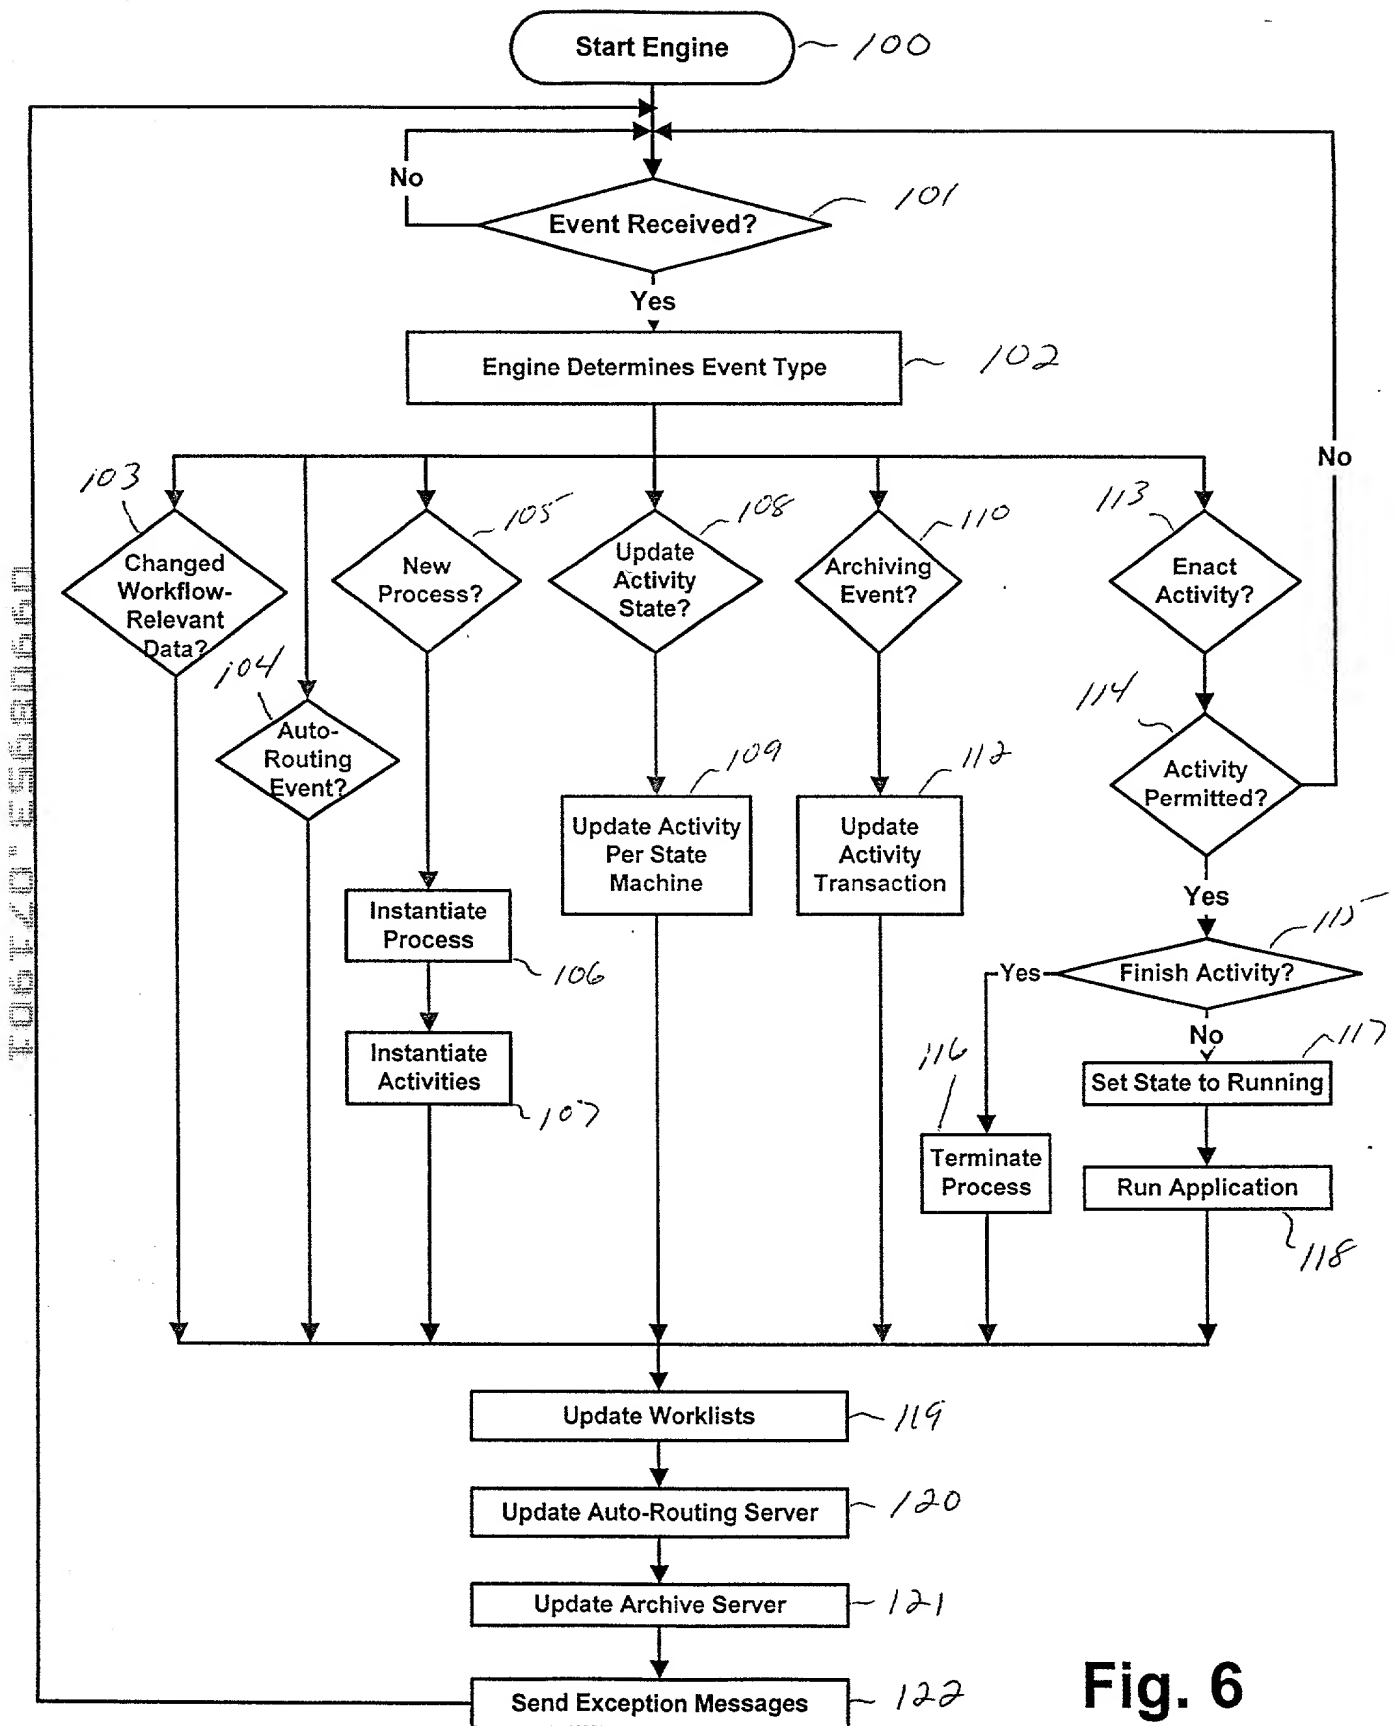 Start Engine
100
No
Event Received?
101
Yes
Engine Determines Event Type
102
No
103
Changed
Workflow-
Relevant
Data?
104
Auto-
Routing
Event?
105
New
Process?
108
Update
Activity
State?
110
Archiving
Event?
113
Enact
Activity?
114
Activity
Permitted?
109
Update Activity
Per State
Machine
112
Update
Activity
Transaction
Yes
Instantiate
Process
106
115
Yes
Finish Activity?
No
Instantiate
Activities
107
116
Terminate
Process
117
Set State to Running
Run Application
118
Update Worklists
119
Update Auto-Routing Server
120
Update Archive Server
121
Send Exception Messages
122
Fig. 6